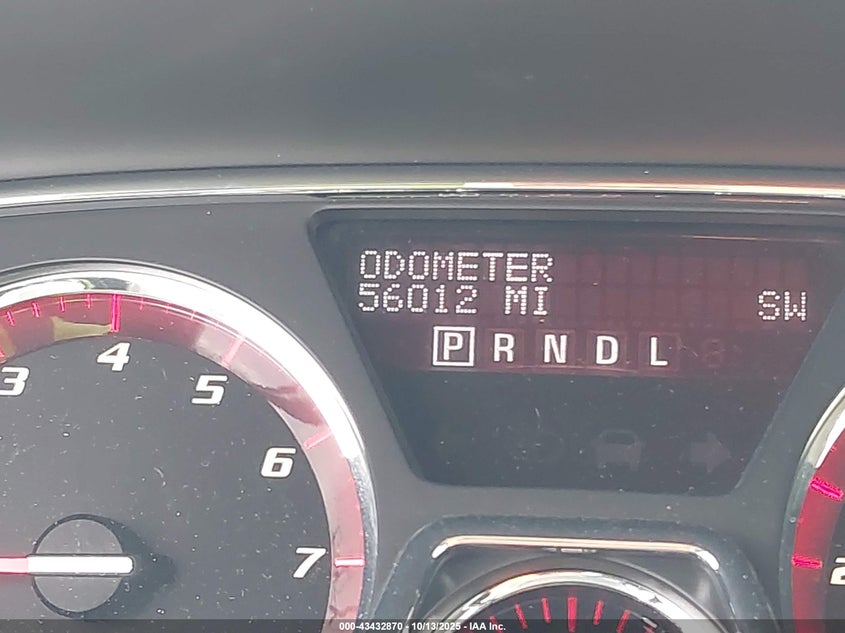 ODOMETER
56012 MI SW
P R N D L
3 4 5 6 7
2
000-43432870 - 10/13/2025 - IAA Inc.